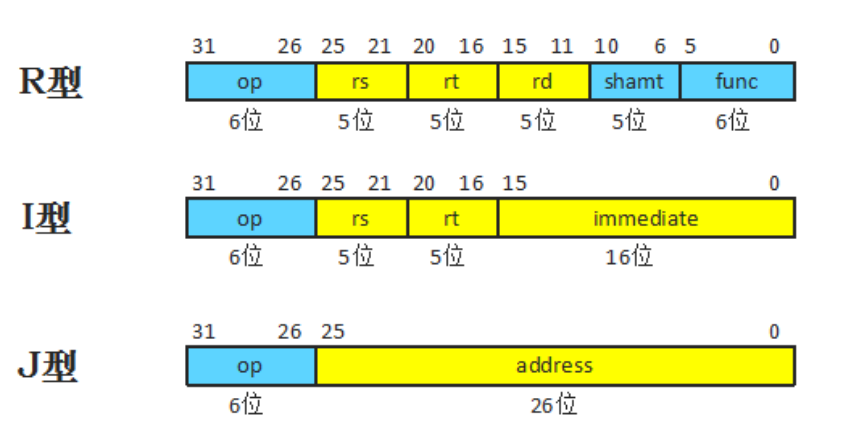 31 26 25 21 20 16 15 11 10 6 5 0
R型 op rs rt rd shamt func
6位 5位 5位 5位 5位 6位
31 26 25 21 20 16 15 0
I型 op rs rt immediate
6位 5位 5位 16位
31 26 25 0
J型 op address
6位 26位